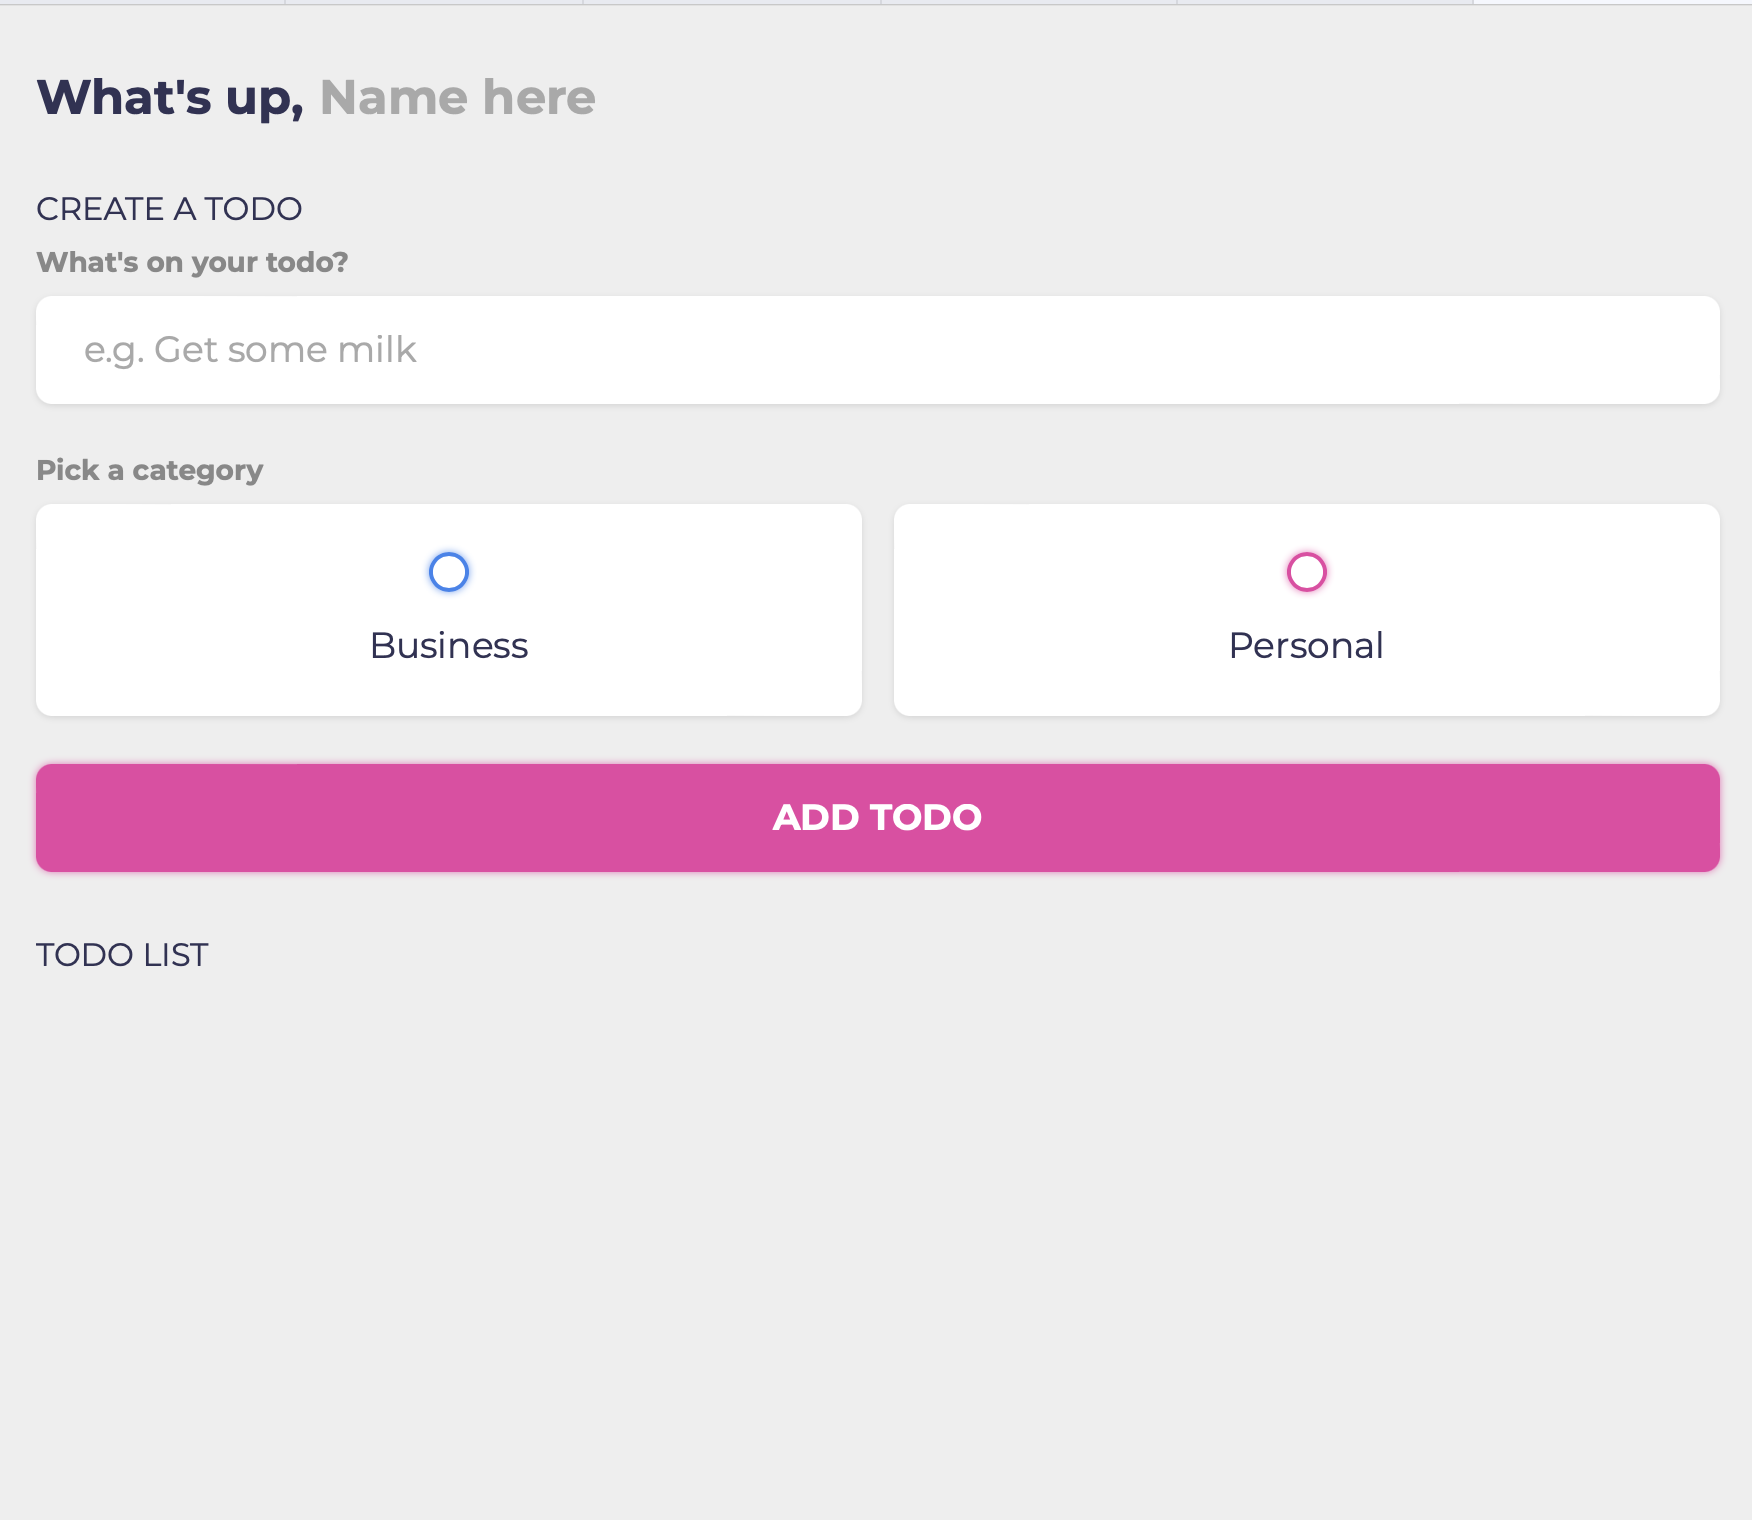 What's up, Name here
CREATE A TODO
What's on your todo?
e.g. Get some milk
Pick a category
Business
Personal
ADD TODO
TODO LIST